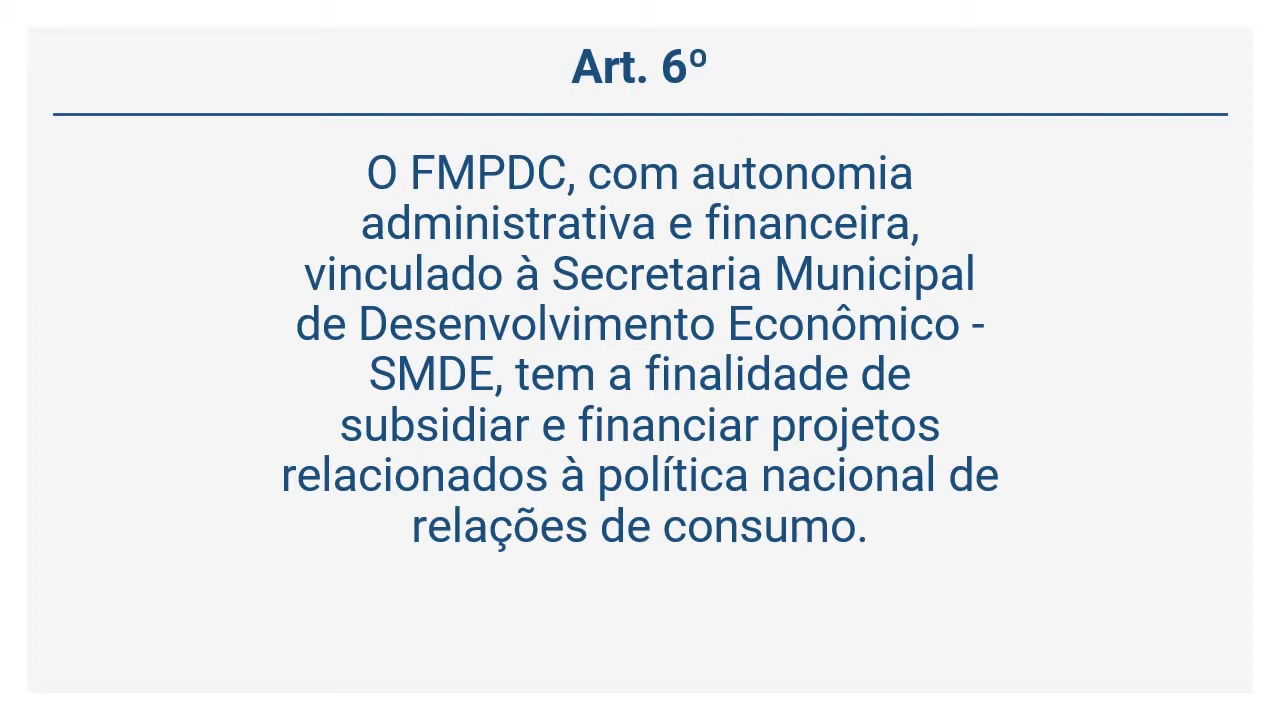 Art. 6º
O FMPDC, com autonomia
administrativa e financeira,
vinculado à Secretaria Municipal
de Desenvolvimento Econômico -
SMDE, tem a finalidade de
subsidiar e financiar projetos
relacionados à política nacional de
relações de consumo.